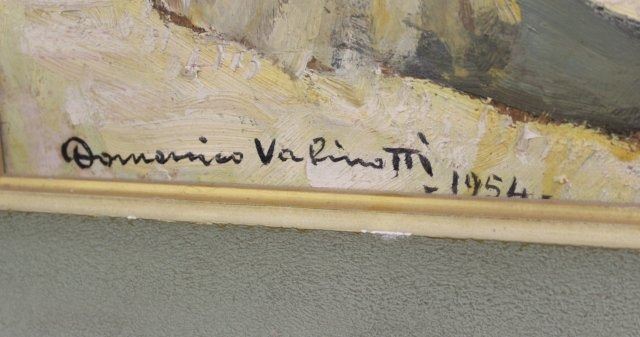 Domenico Valinotti
- 1954 -